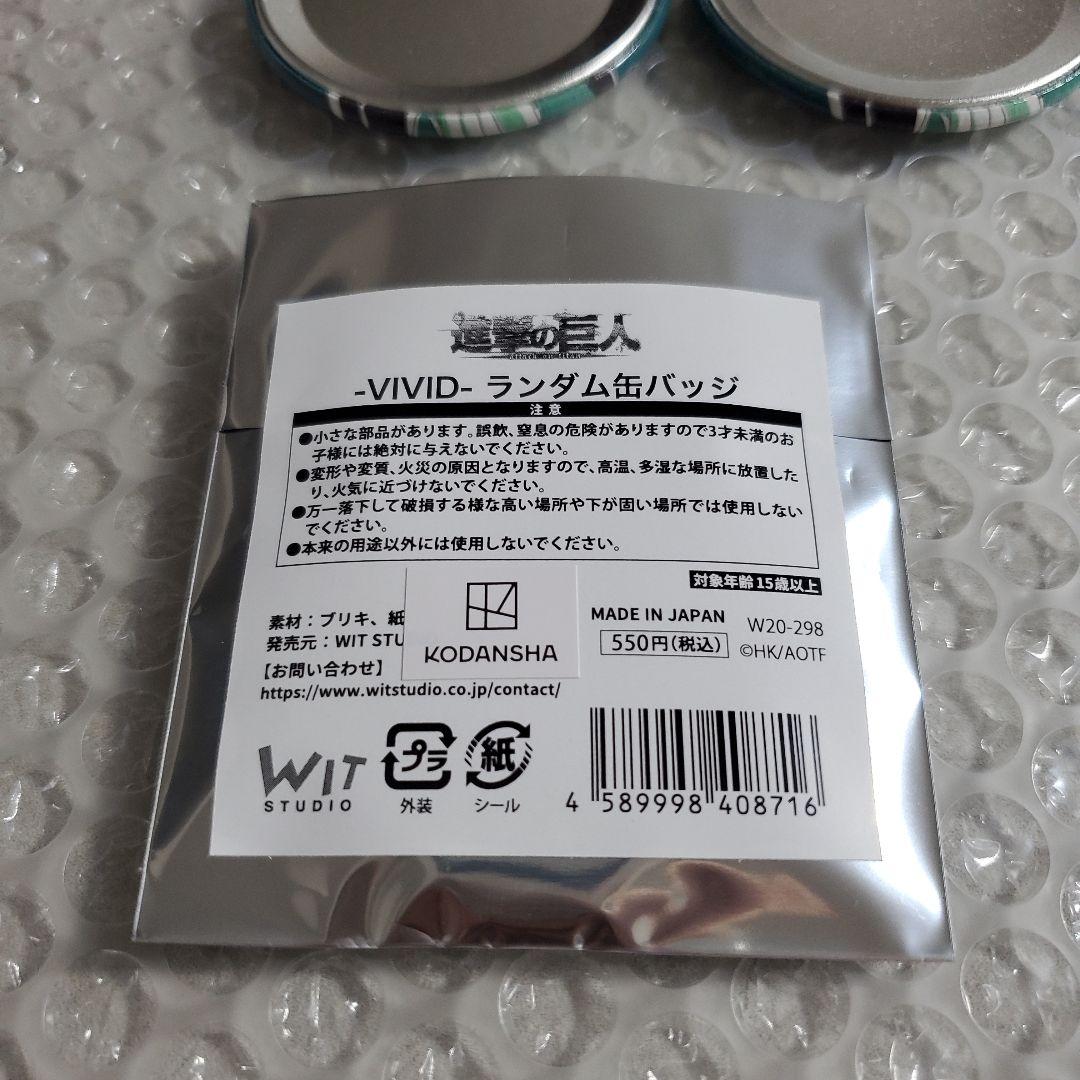 進撃の巨人
ATTACK ON TITAN
-VIVID- ランダム缶バッジ
注意
●小さな部品があります。誤飲、窒息の危険がありますので3才未満のお
子様には絶対に与えないでください。
●変形や変質、火災の原因となりますので、高温、多湿な場所に放置した
り、火気に近づけないでください。
●万一落下して破損する様な高い場所や下が固い場所では使用しない
でください。
●本来の用途以外には使用しないでください。
対象年齢15歳以上
素材：ブリキ、紙
発売元：WIT STU
【お問い合わせ】
https://www.witstudio.co.jp/contact/
KODANSHA
MADE IN JAPAN
550円(税込)
W20-298
©HK/AOTF
WIT
STUDIO
プラ
外装
紙
シール
4 589998 408716